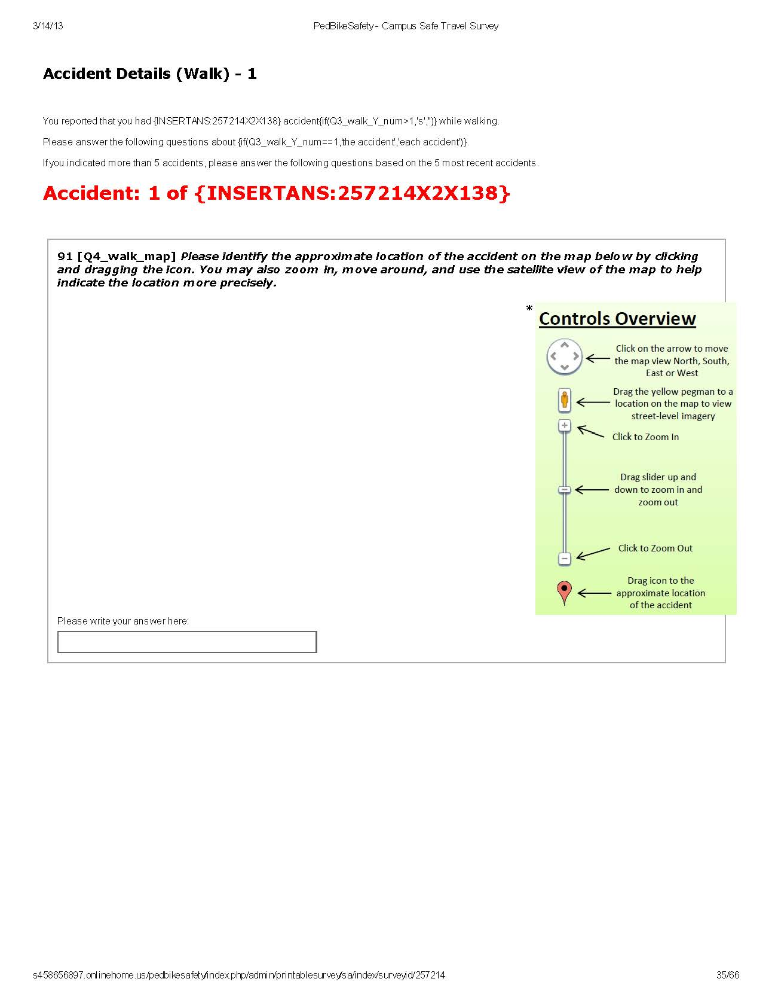 3/14/13
PedBikeSafety - Campus Safe Travel Survey
Accident Details (Walk) - 1
You reported that you had {INSERTANS:257214X2X138} accident{if(Q3_walk_Y_num>1,'s','')} while walking.
Please answer the following questions about {if(Q3_walk_Y_num==1,'the accident','each accident')}.
If you indicated more than 5 accidents, please answer the following questions based on the 5 most recent accidents.
Accident: 1 of {INSERTANS:257214X2X138}
91 [Q4_walk_map] Please identify the approximate location of the accident on the map below by clicking
and dragging the icon. You may also zoom in, move around, and use the satellite view of the map to help
indicate the location more precisely.
*
Controls Overview
Click on the arrow to move
the map view North, South,
East or West
Drag the yellow pegman to a
location on the map to view
street-level imagery
Click to Zoom In
Drag slider up and
down to zoom in and
zoom out
Click to Zoom Out
Drag icon to the
approximate location
of the accident
Please write your answer here:
s458656897.onlinehome.us/pedbikesafety/index.php/admin/printablesurvey/sa/index/surveyid/257214
35/66